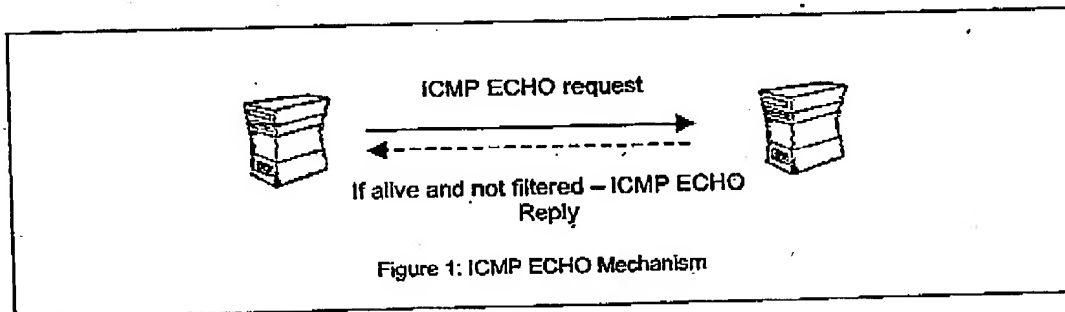 ICMP ECHO request
If alive and not filtered – ICMP ECHO
Reply
Figure 1: ICMP ECHO Mechanism